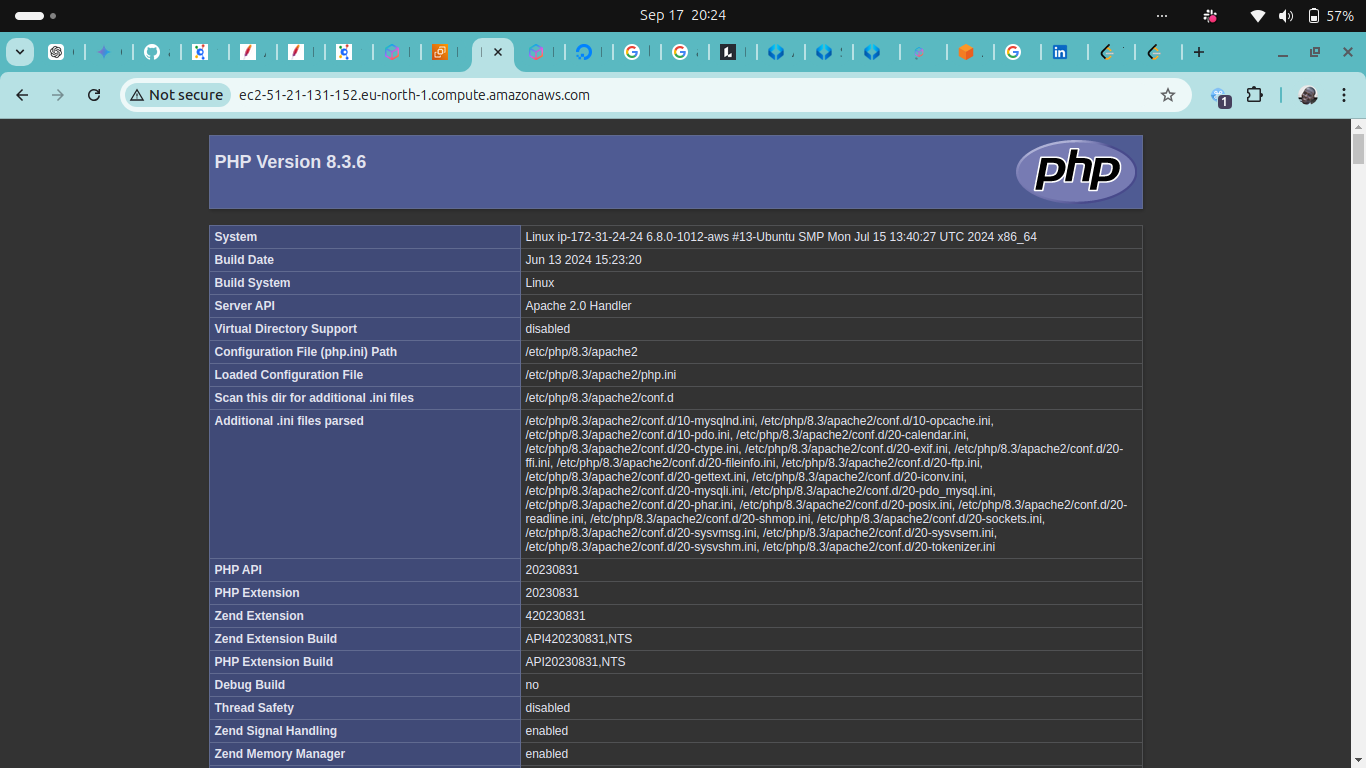 Sep 17 20:24
57%
Not secure
ec2-51-21-131-152.eu-north-1.compute.amazonaws.com
1
PHP Version 8.3.6
php
System Linux ip-172-31-24-24 6.8.0-1012-aws #13-Ubuntu SMP Mon Jul 15 13:40:27 UTC 2024 x86_64
Build Date Jun 13 2024 15:23:20
Build System Linux
Server API Apache 2.0 Handler
Virtual Directory Support disabled
Configuration File (php.ini) Path /etc/php/8.3/apache2
Loaded Configuration File /etc/php/8.3/apache2/php.ini
Scan this dir for additional .ini files /etc/php/8.3/apache2/conf.d
Additional .ini files parsed /etc/php/8.3/apache2/conf.d/10-mysqlnd.ini, /etc/php/8.3/apache2/conf.d/10-opcache.ini,
/etc/php/8.3/apache2/conf.d/10-pdo.ini, /etc/php/8.3/apache2/conf.d/20-calendar.ini,
/etc/php/8.3/apache2/conf.d/20-ctype.ini, /etc/php/8.3/apache2/conf.d/20-exif.ini, /etc/php/8.3/apache2/conf.d/20-
ffi.ini, /etc/php/8.3/apache2/conf.d/20-fileinfo.ini, /etc/php/8.3/apache2/conf.d/20-ftp.ini,
/etc/php/8.3/apache2/conf.d/20-gettext.ini, /etc/php/8.3/apache2/conf.d/20-iconv.ini,
/etc/php/8.3/apache2/conf.d/20-mysqli.ini, /etc/php/8.3/apache2/conf.d/20-pdo_mysql.ini,
/etc/php/8.3/apache2/conf.d/20-phar.ini, /etc/php/8.3/apache2/conf.d/20-posix.ini, /etc/php/8.3/apache2/conf.d/20-
readline.ini, /etc/php/8.3/apache2/conf.d/20-shmop.ini, /etc/php/8.3/apache2/conf.d/20-sockets.ini,
/etc/php/8.3/apache2/conf.d/20-sysvmsg.ini, /etc/php/8.3/apache2/conf.d/20-sysvsem.ini,
/etc/php/8.3/apache2/conf.d/20-sysvshm.ini, /etc/php/8.3/apache2/conf.d/20-tokenizer.ini
PHP API 20230831
PHP Extension 20230831
Zend Extension 420230831
Zend Extension Build API420230831,NTS
PHP Extension Build API20230831,NTS
Debug Build no
Thread Safety disabled
Zend Signal Handling enabled
Zend Memory Manager enabled